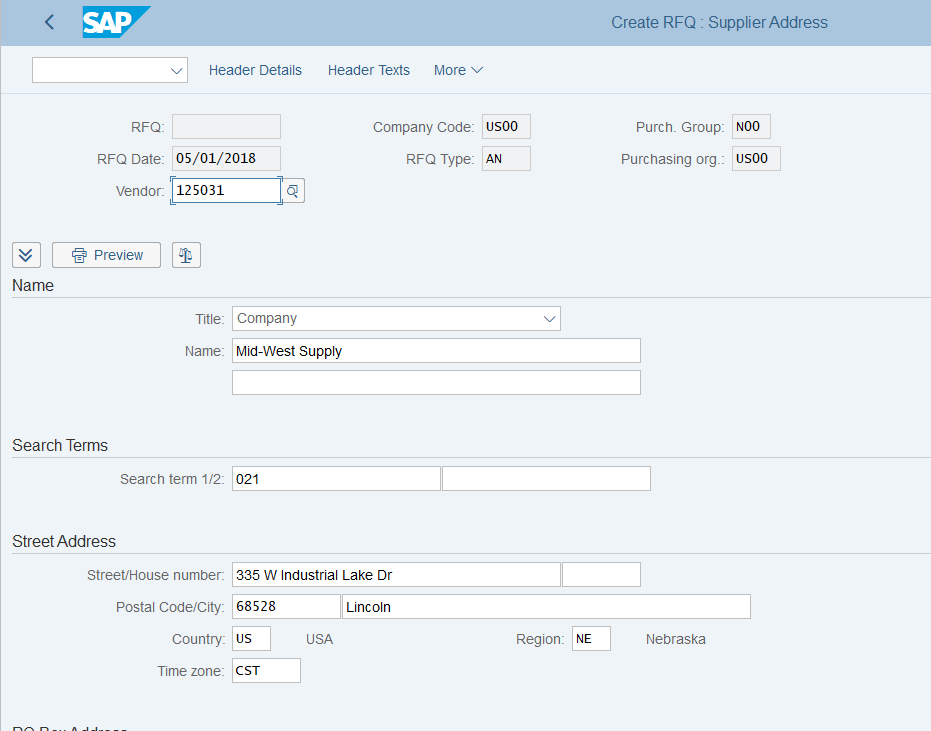 SAP
Create RFQ : Supplier Address
Header Details Header Texts More
RFQ: Company Code: US00 Purch. Group: N00
RFQ Date: 05/01/2018 RFQ Type: AN Purchasing org.: US00
Vendor: 125031
Preview
Name
Title: Company
Name: Mid-West Supply
Search Terms
Search term 1/2: 021
Street Address
Street/House number: 335 W Industrial Lake Dr
Postal Code/City: 68528 Lincoln
Country: US USA Region: NE Nebraska
Time zone: CST
PO Box Address